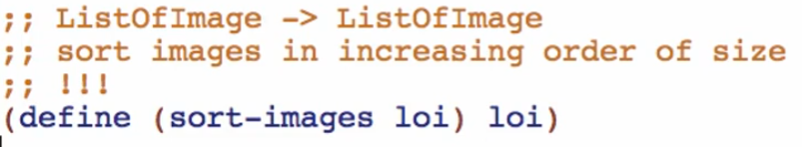 ;; ListOfImage -> ListOfImage
;; sort images in increasing order of size
;; !!!
(define (sort-images loi) loi)